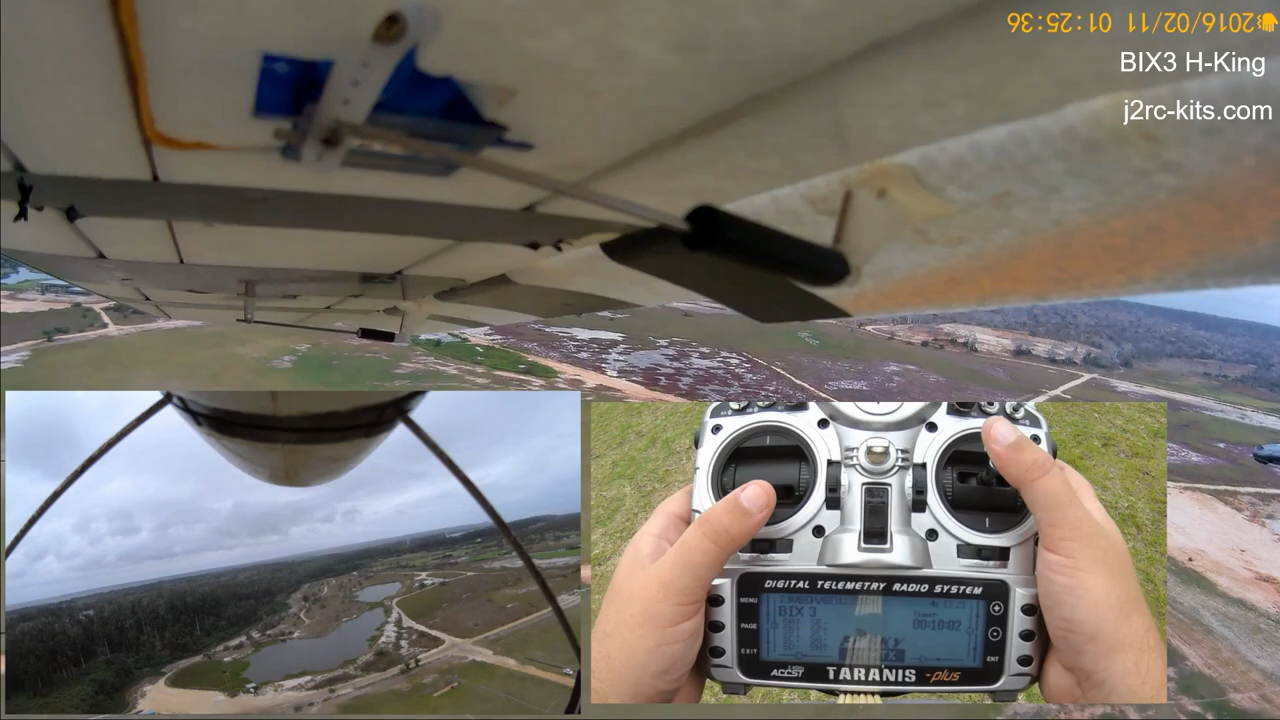 2016/02/11 01:25:36
BIX3 H-King
j2rc-kits.com
DIGITAL TELEMETRY RADIO SYSTEM
MENU
PAGE
EXIT
BIX 3
Timer
00:10:02
ENT
ACCST
TARANIS -plus